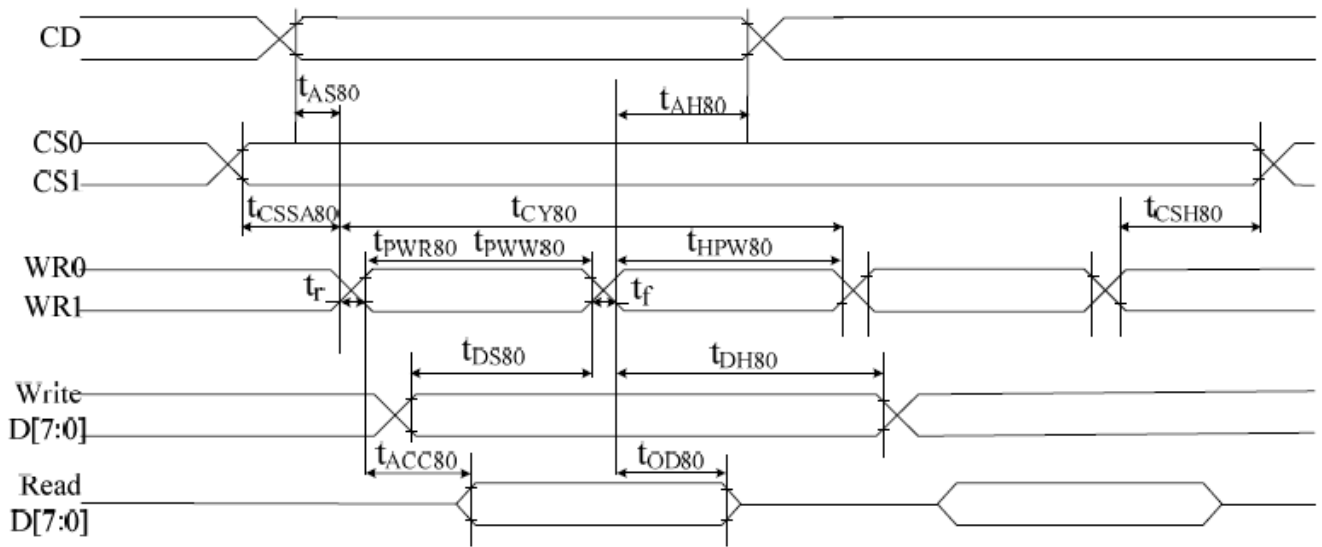 CD
tAS80
tAH80
CS0
CS1
tCSSA80
tCY80
tCSH80
tPWR80 tPWW80 tHPW80
WR0
WR1
tr
tf
tDS80
tDH80
Write
D[7:0]
tACC80
tOD80
Read
D[7:0]